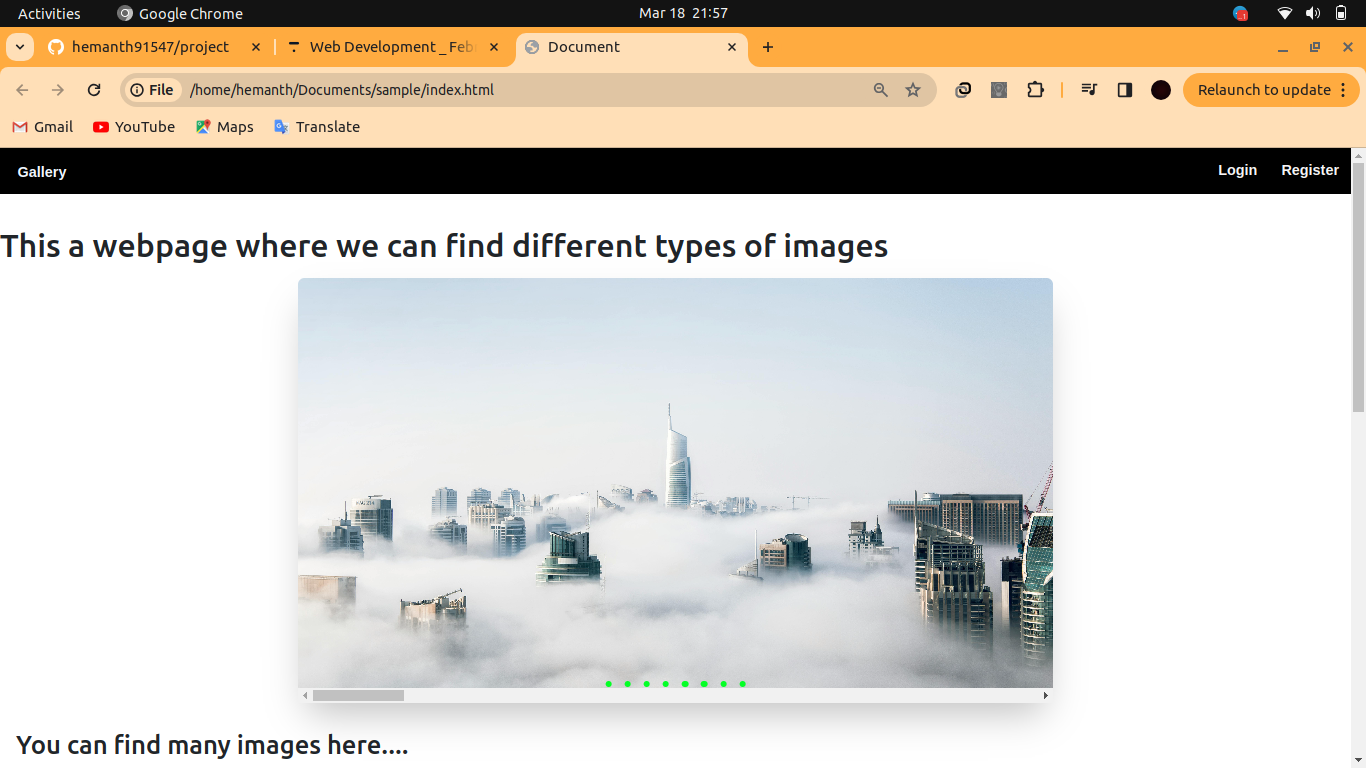 Activities Google Chrome Mar 18 21:57
hemanth91547/project Web Development _ Feb Document
File /home/hemanth/Documents/sample/index.html Relaunch to update
Gmail YouTube Maps Translate
Gallery Login Register
This a webpage where we can find different types of images
You can find many images here....